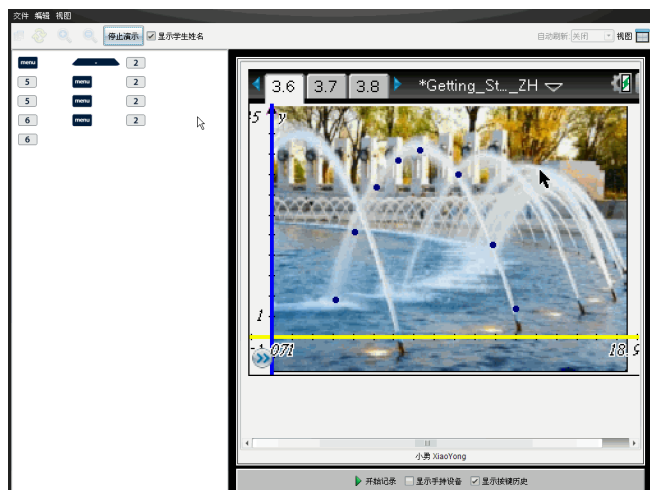 文件 编辑 视图
停止演示 显示学生姓名 自动刷新 关闭 视图
menu . 2
5 menu 2
5 menu 2
6 menu 2
6
3.6 3.7 3.8 *Getting_St..._ZH
y
1
18.9
小勇 XiaoYong
开始记录 显示手持设备 显示按键历史